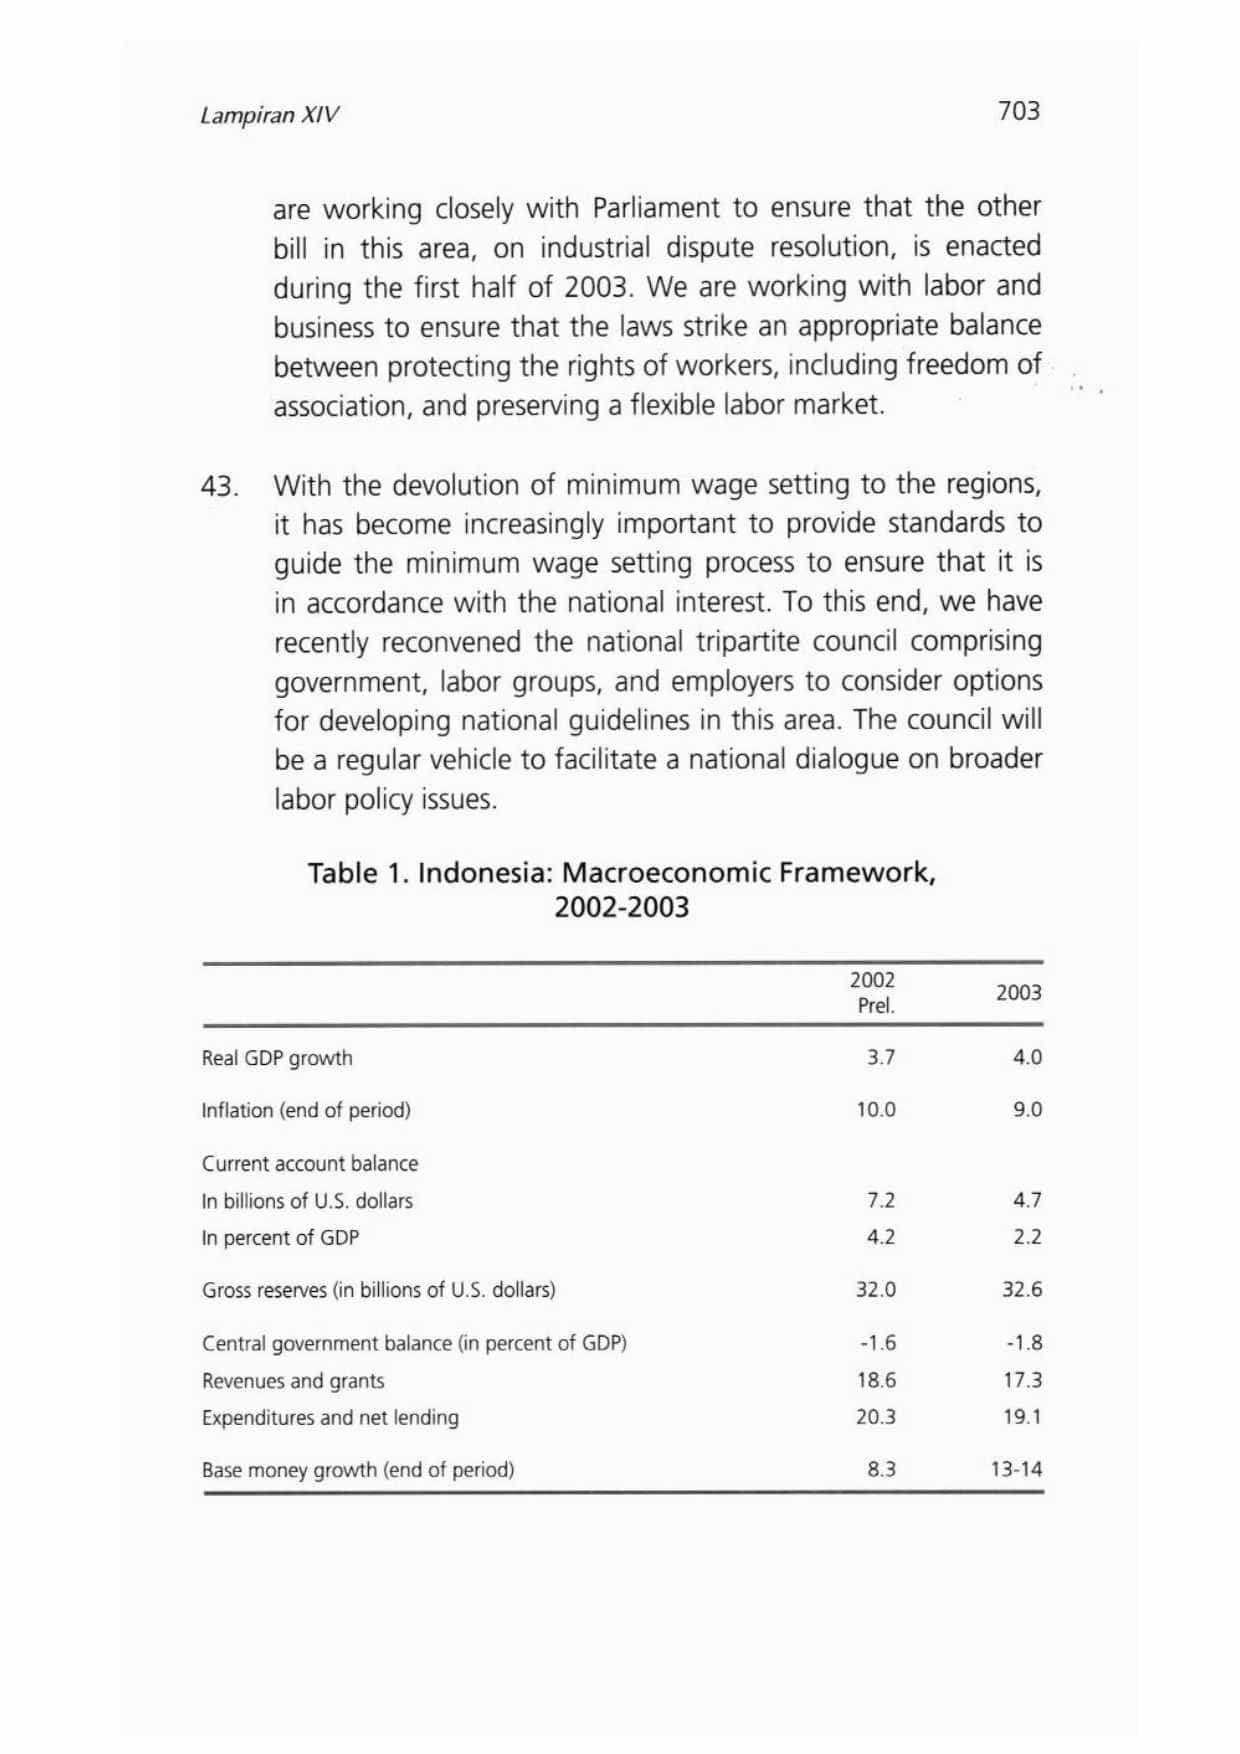 Lampiran XIV 703
are working closely with Parliament to ensure that the other
bill in this area, on industrial dispute resolution, is enacted
during the first half of 2003. We are working with labor and
business to ensure that the laws strike an appropriate balance
between protecting the rights of workers, including freedom of
association, and preserving a flexible labor market.
43. With the devolution of minimum wage setting to the regions,
it has become increasingly important to provide standards to
guide the minimum wage setting process to ensure that it is
in accordance with the national interest. To this end, we have
recently reconvened the national tripartite council comprising
government, labor groups, and employers to consider options
for developing national guidelines in this area. The council will
be a regular vehicle to facilitate a national dialogue on broader
labor policy issues.
Table 1. Indonesia: Macroeconomic Framework,
2002-2003
2002
Prel. 2003
Real GDP growth 3.7 4.0
Inflation (end of period) 10.0 9.0
Current account balance
In billions of U.S. dollars 7.2 4.7
In percent of GDP 4.2 2.2
Gross reserves (in billions of U.S. dollars) 32.0 32.6
Central government balance (in percent of GDP) -1.6 -1.8
Revenues and grants 18.6 17.3
Expenditures and net lending 20.3 19.1
Base money growth (end of period) 8.3 13-14